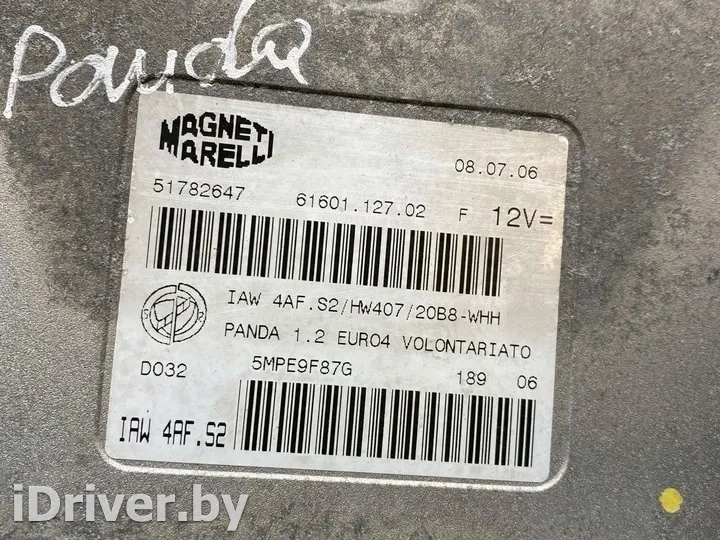 Panda
MAGNETI
MARELLI
08.07.06
51782647 61601.127.02 F 12V=
IAW 4AF.S2/HW407/20B8-WHH
PANDA 1.2 EURO4 VOLONTARIATO
D032 5MPE9F87G 189 06
IAW 4AF.S2
iDriver.by